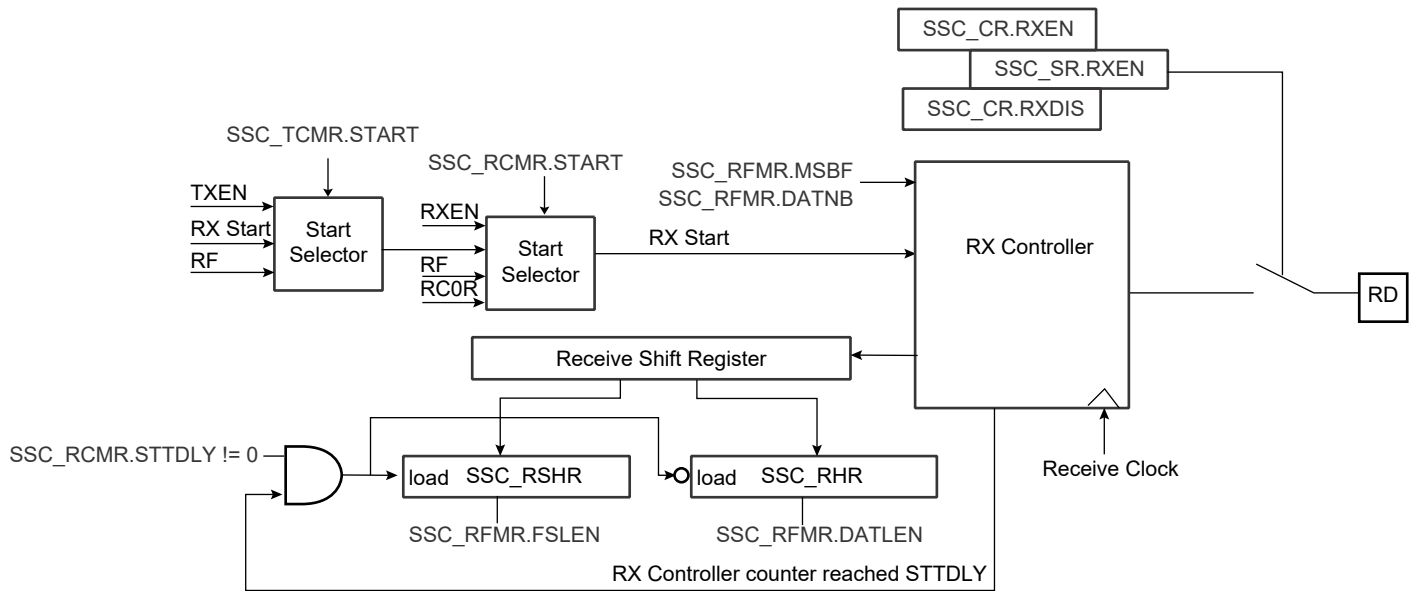 SSC_CR.RXEN
SSC_SR.RXEN
SSC_CR.RXDIS
SSC_TCMR.START
SSC_RCMR.START
SSC_RFMR.MSBF
SSC_RFMR.DATNB
TXEN
RX Start
RF
Start
Selector
RXEN
RF
RC0R
Start
Selector
RX Start
RX Controller
RD
Receive Shift Register
SSC_RCMR.STTDLY != 0
load SSC_RSHR
load SSC_RHR
Receive Clock
SSC_RFMR.FSLEN
SSC_RFMR.DATLEN
RX Controller counter reached STTDLY